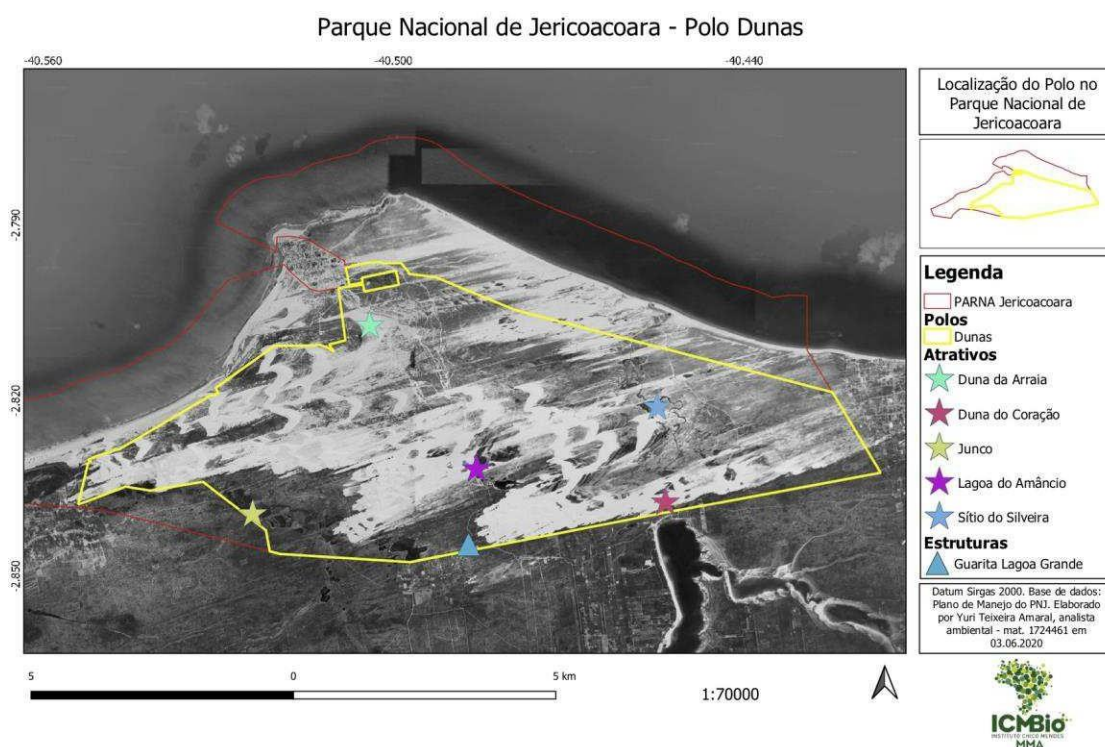 Parque Nacional de Jericoacoara - Polo Dunas
-40.560
-40.500
-40.440
-2.790
-2.820
-2.850
Localização do Polo no
Parque Nacional de
Jericoacoara
Legenda
PARNA Jericoacoara
Polos
Dunas
Atrativos
Duna da Arraia
Duna do Coração
Junco
Lagoa do Amâncio
Sítio do Silveira
Estruturas
Guarita Lagoa Grande
Datum Sirgas 2000. Base de dados:
Plano de Manejo do PNJ. Elaborado
por Yuri Teixeira Amaral, analista
ambiental - mat. 1724461 em
03.06.2020
5
0
5 km
1:70000
ICMBio
INSTITUTO CHICO MENDES
MMA